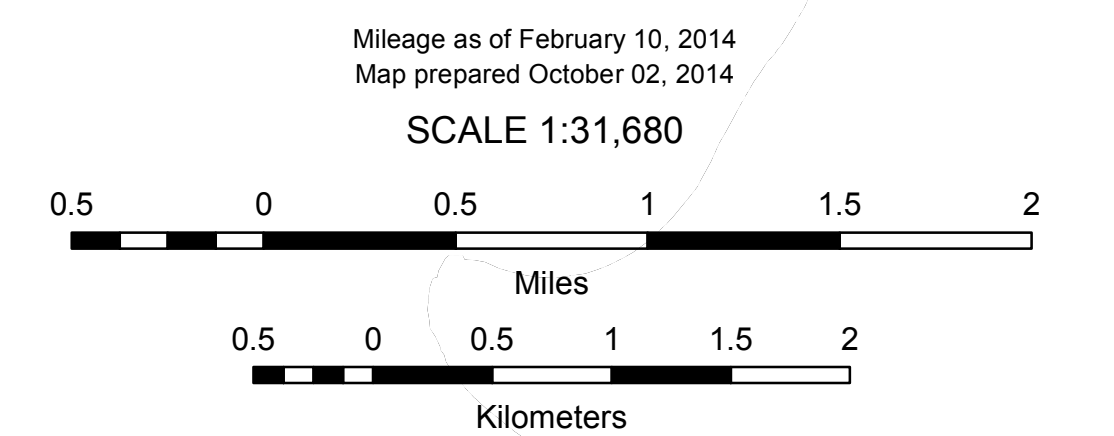 Mileage as of February 10, 2014
Map prepared October 02, 2014
SCALE 1:31,680
0.5 0 0.5 1 1.5 2
Miles
0.5 0 0.5 1 1.5 2
Kilometers